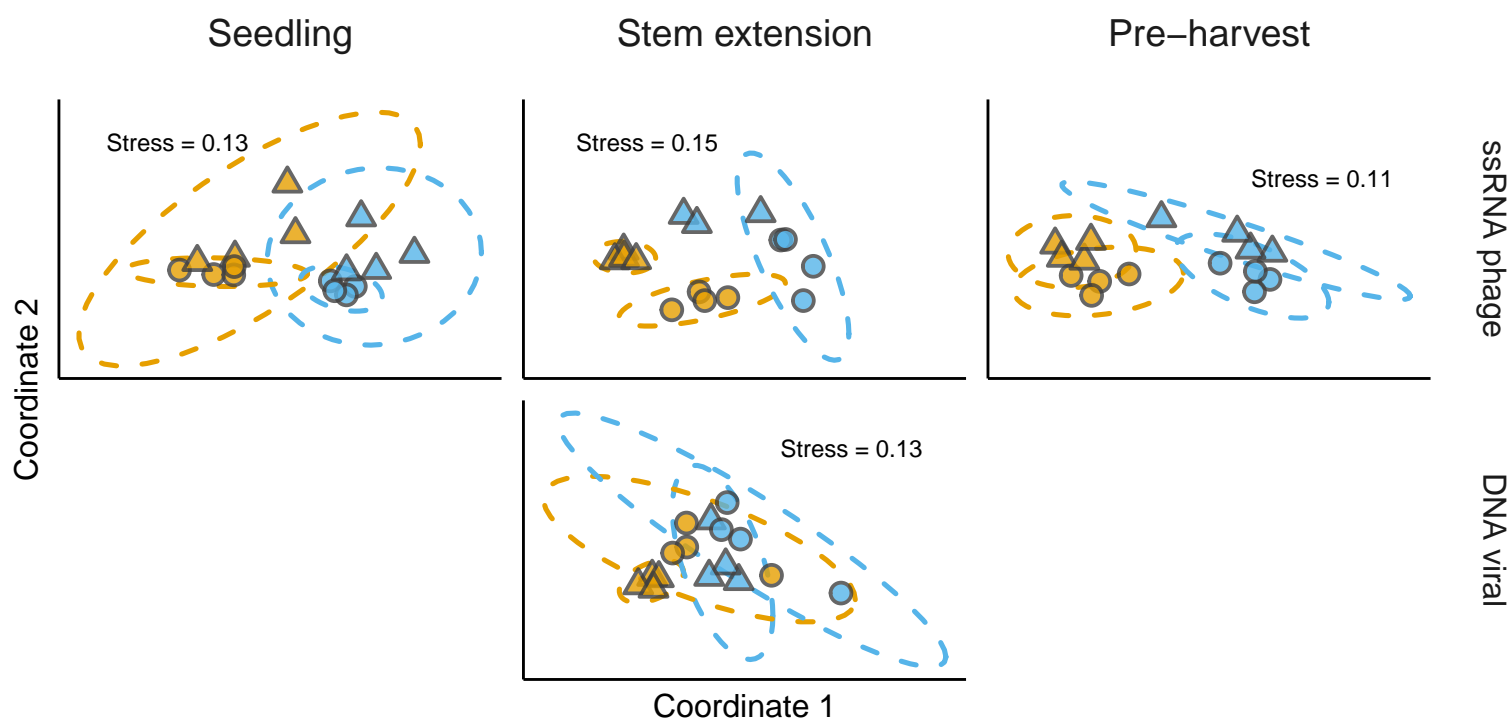 Seedling
Stem extension
Pre−harvest
Stress = 0.13
Stress = 0.15
Stress = 0.11
ssRNA phage
Coordinate 2
Stress = 0.13
DNA viral
Coordinate 1